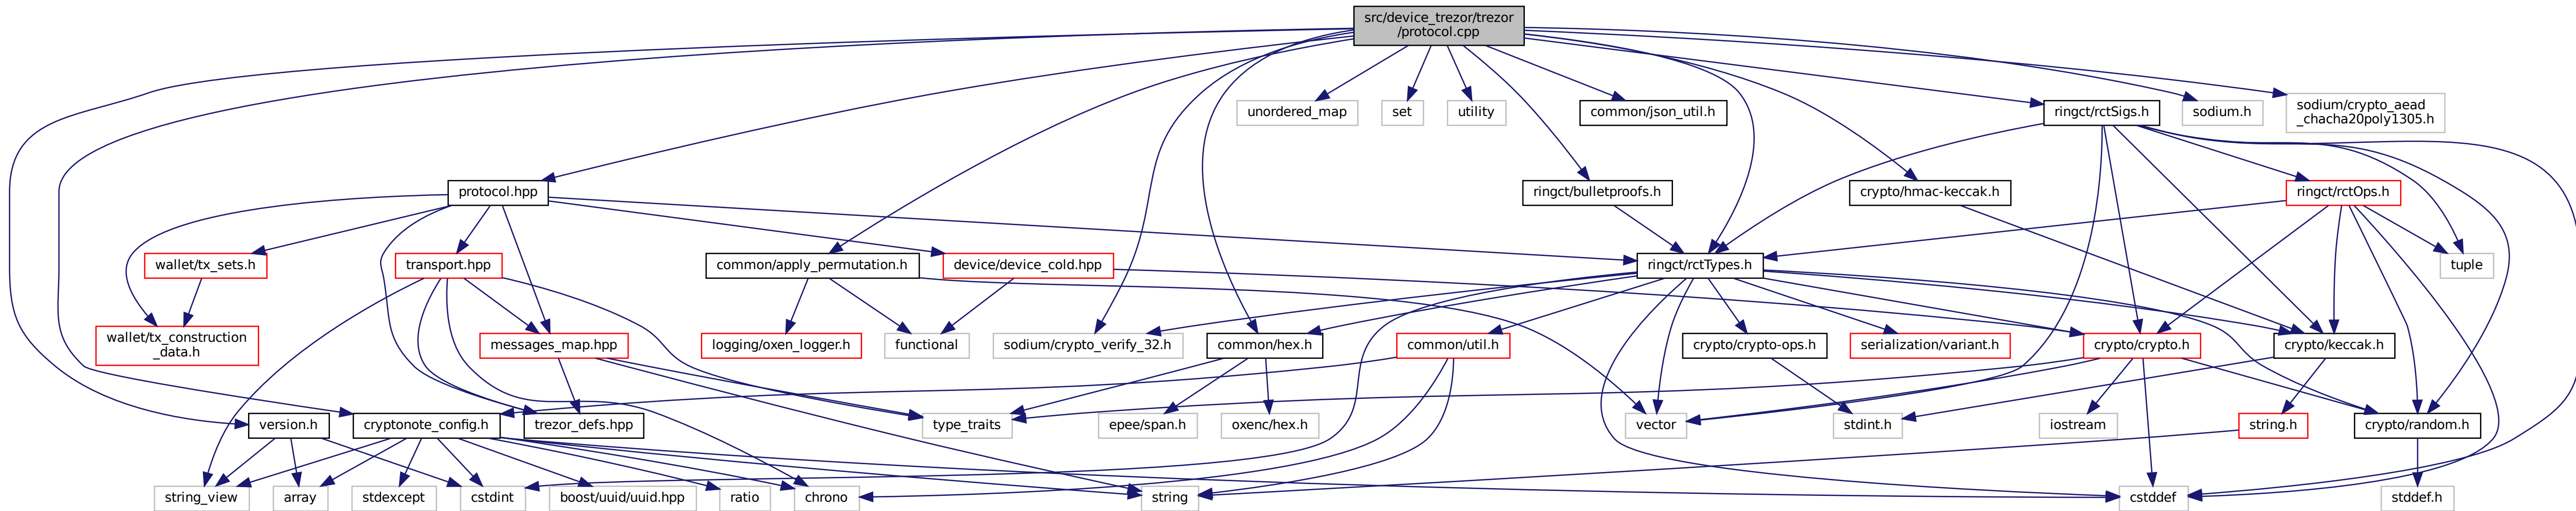 src/device_trezor/trezor
/protocol.cpp
unordered_map
set
utility
common/json_util.h
ringct/rctSigs.h
sodium.h
sodium/crypto_aead
_chacha20poly1305.h
protocol.hpp
ringct/bulletproofs.h
crypto/hmac-keccak.h
ringct/rctOps.h
wallet/tx_sets.h
transport.hpp
common/apply_permutation.h
device/device_cold.hpp
ringct/rctTypes.h
tuple
wallet/tx_construction
_data.h
messages_map.hpp
logging/oxen_logger.h
functional
sodium/crypto_verify_32.h
common/hex.h
common/util.h
crypto/crypto-ops.h
serialization/variant.h
crypto/crypto.h
crypto/keccak.h
version.h
cryptonote_config.h
trezor_defs.hpp
type_traits
epee/span.h
oxenc/hex.h
vector
stdint.h
iostream
string.h
crypto/random.h
string_view
array
stdexcept
cstdint
boost/uuid/uuid.hpp
ratio
chrono
string
cstddef
stddef.h